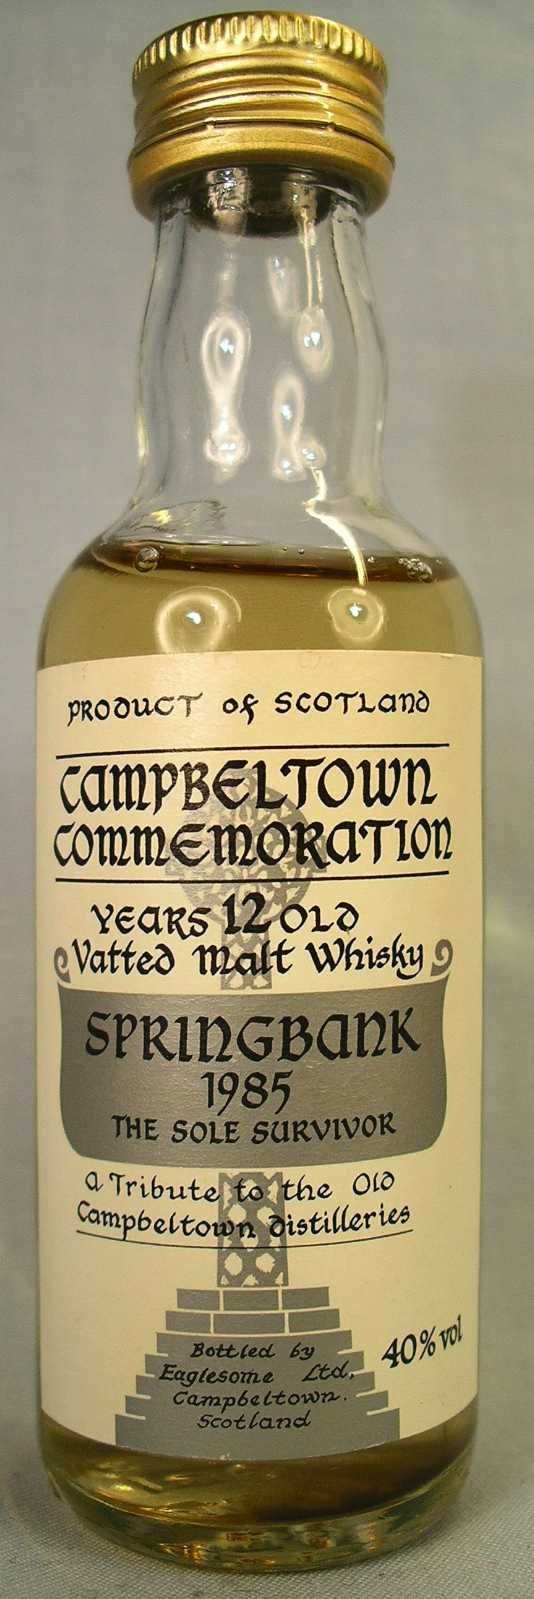 PRODUCT of SCOTLAND
CAMPBELTOWN
COMMEMORATION
YEARS 12 OLD
Vatted Malt Whisky
SPRINGBANK
1985
THE SOLE SURVIVOR
A Tribute to the Old
Campbeltown distilleries
40% vol
Bottled by
Eaglesome Ltd,
Campbeltown.
Scotland